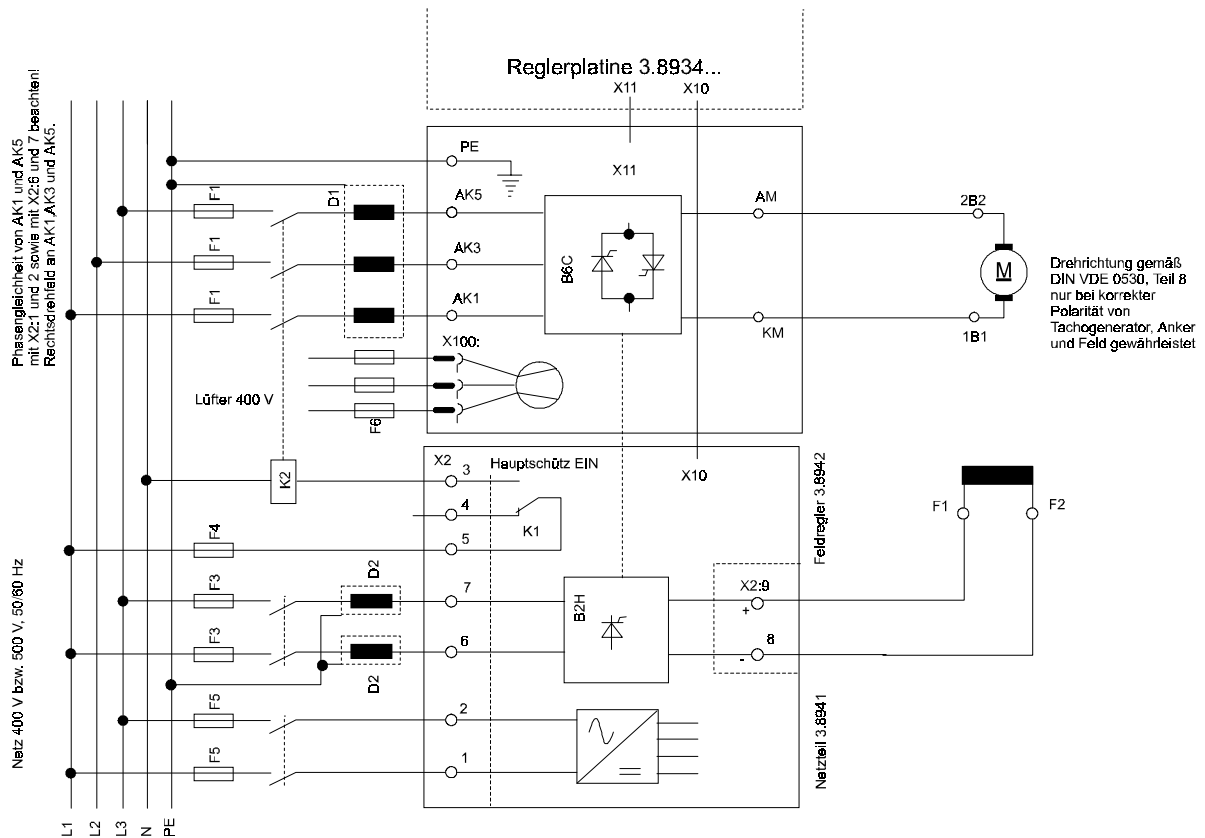 Reglerplatine 3.8934...
X11
X10
Phasengleichheit von AK1 und AK5
mit X2:1 und 2 sowie mit X2:6 und 7 beachten!
Rechtsdrehfeld an AK1,AK3 und AK5.
PE
X11
F1
D1
AK5
AM
2B2
F1
AK3
B6C
M
Drehrichtung gemäß
DIN VDE 0530, Teil 8
nur bei korrekter
Polarität von
Tachogenerator, Anker
und Feld gewährleistet
F1
AK1
KM
1B1
X100:
Lüfter 400 V
F6
X2
Hauptschütz EIN
X10
K2
3
4
K1
F4
5
Feldregler 3.8942
F1
F2
Netz 400 V bzw. 500 V, 50/60 Hz
F3
D2
7
B2H
X2:9
+
F3
6
8
-
D2
F5
2
Netzteil 3.8941
F5
1
L1
L2
L3
N
PE